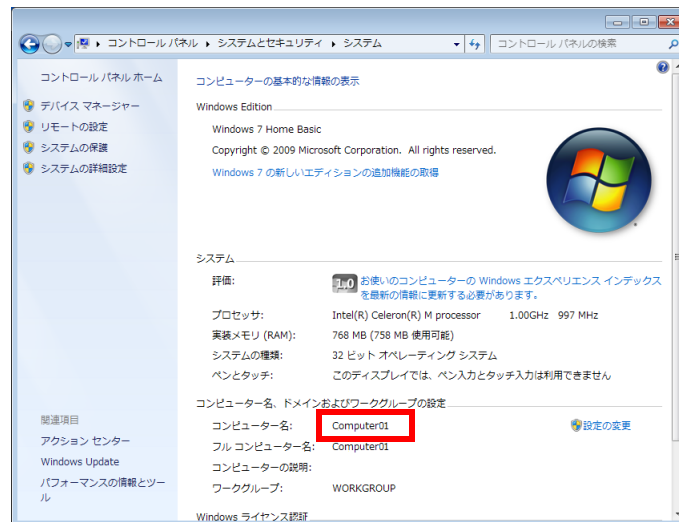 コントロール パネル ▸ システムとセキュリティ ▸ システム
コントロール パネルの検索
コントロール パネル ホーム
デバイス マネージャー
リモートの設定
システムの保護
システムの詳細設定
コンピューターの基本的な情報の表示
Windows Edition
Windows 7 Home Basic
Copyright © 2009 Microsoft Corporation. All rights reserved.
Windows 7 の新しいエディションの追加機能の取得
システム
評価: 1.0 お使いのコンピューターの Windows エクスペリエンス インデックス
を最新の情報に更新する必要があります。
プロセッサ: Intel(R) Celeron(R) M processor 1.00GHz 997 MHz
実装メモリ (RAM): 768 MB (758 MB 使用可能)
システムの種類: 32 ビット オペレーティング システム
ペンとタッチ: このディスプレイでは、ペン入力とタッチ入力は利用できません
コンピューター名、ドメインおよびワークグループの設定
コンピューター名: Computer01 設定の変更
フル コンピューター名: Computer01
コンピューターの説明:
ワークグループ: WORKGROUP
Windows ライセンス認証
関連項目
アクション センター
Windows Update
パフォーマンスの情報とツー
ル